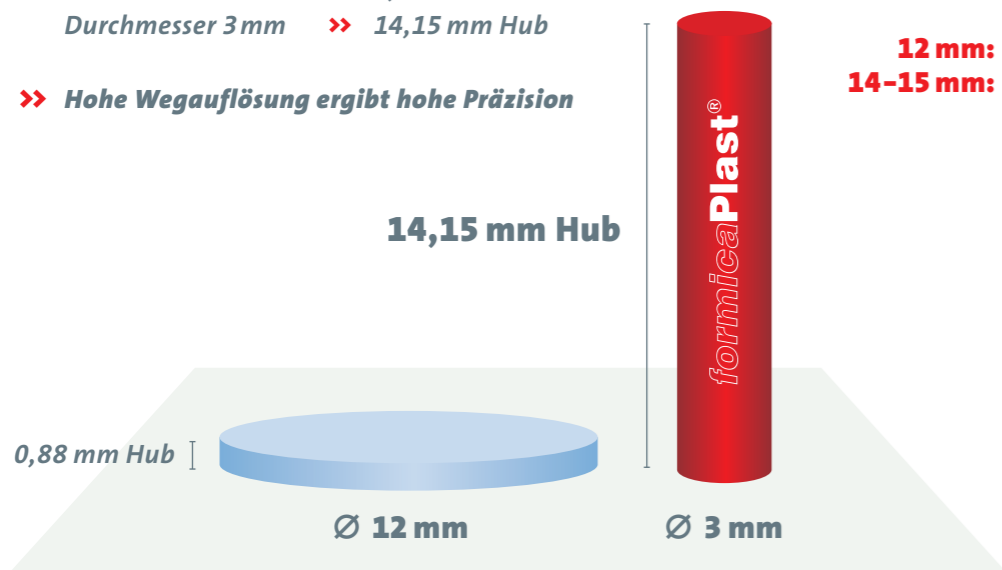 Durchmesser 3 mm >> 14,15 mm Hub
>> Hohe Wegauflösung ergibt hohe Präzision
12 mm:
14–15 mm:
14,15 mm Hub
formicaPlast®
0,88 mm Hub
Ø 12 mm
Ø 3 mm